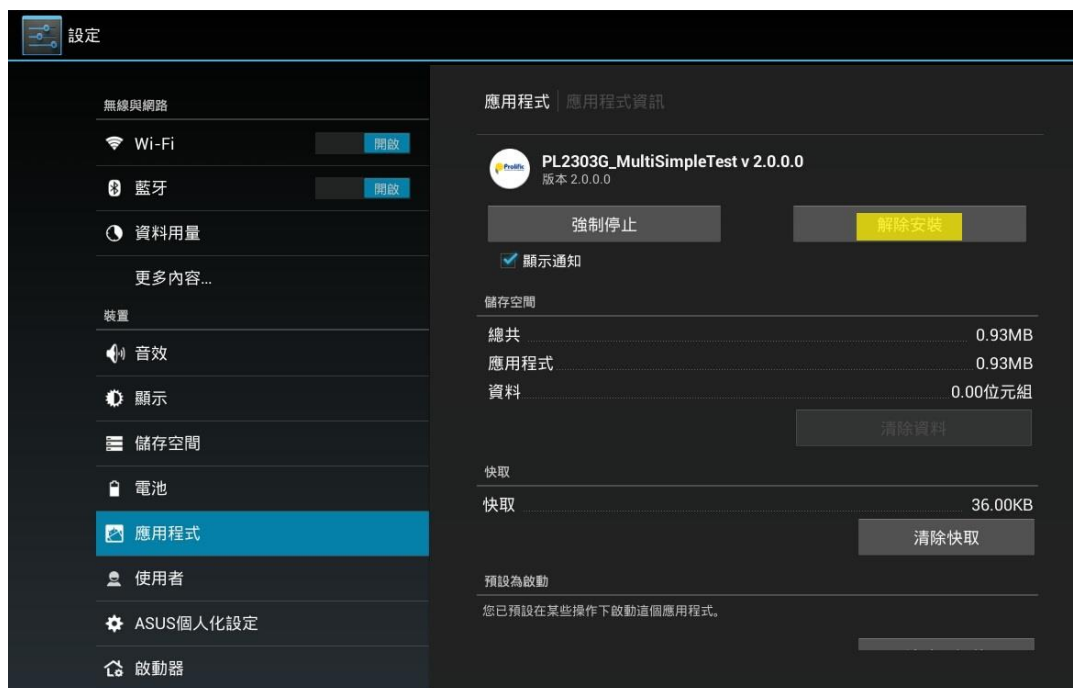 設定
無線與網路
Wi-Fi 開啟
藍牙 開啟
資料用量
更多內容...
裝置
音效
顯示
儲存空間
電池
應用程式
使用者
ASUS個人化設定
啟動器
應用程式 應用程式資訊
Prolific
PL2303G_MultiSimpleTest v 2.0.0.0
版本 2.0.0.0
強制停止 解除安裝
顯示通知
儲存空間
總共 0.93MB
應用程式 0.93MB
資料 0.00位元組
清除資料
快取
快取 36.00KB
清除快取
預設為啟動
您已預設在某些操作下啟動這個應用程式。